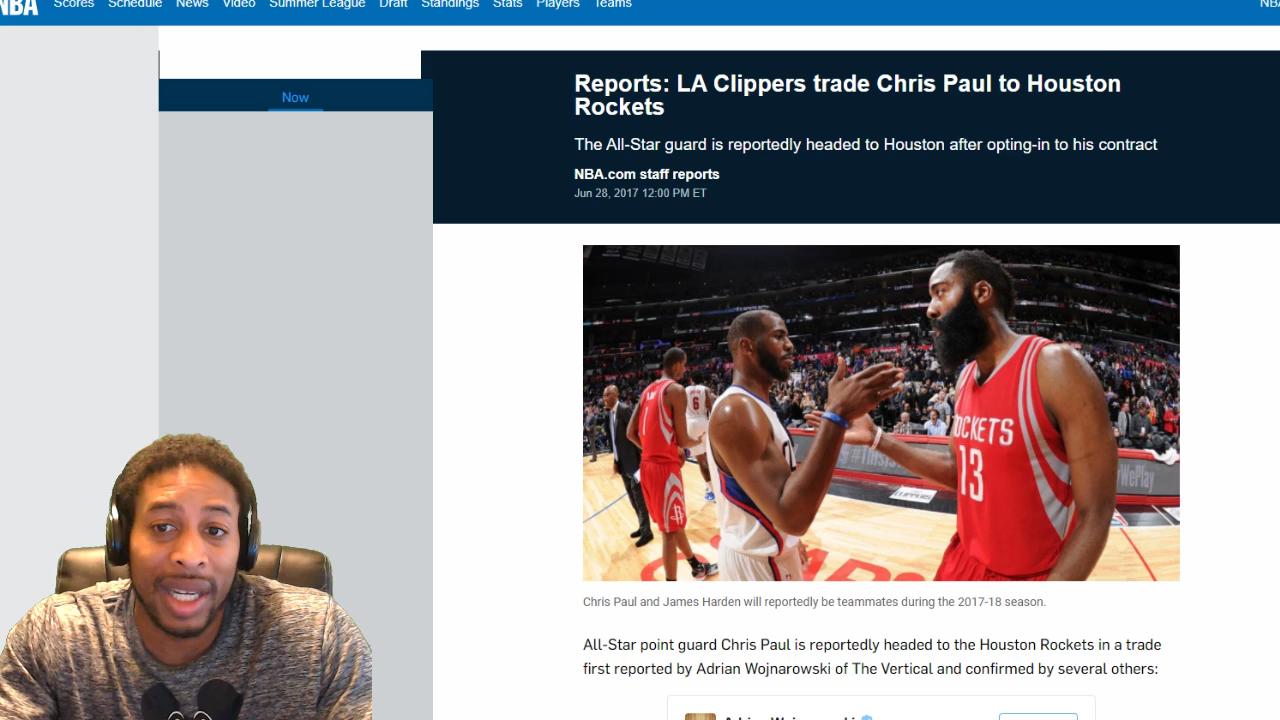 NBA Scores Schedule News Video Summer League Draft Standings Stats Players Teams
Now
Reports: LA Clippers trade Chris Paul to Houston
Rockets
The All-Star guard is reportedly headed to Houston after opting-in to his contract
NBA.com staff reports
Jun 28, 2017 12:00 PM ET
6
1
ROCKETS
13
CLIPPERS
Chris Paul and James Harden will reportedly be teammates during the 2017-18 season.
All-Star point guard Chris Paul is reportedly headed to the Houston Rockets in a trade
first reported by Adrian Wojnarowski of The Vertical and confirmed by several others: